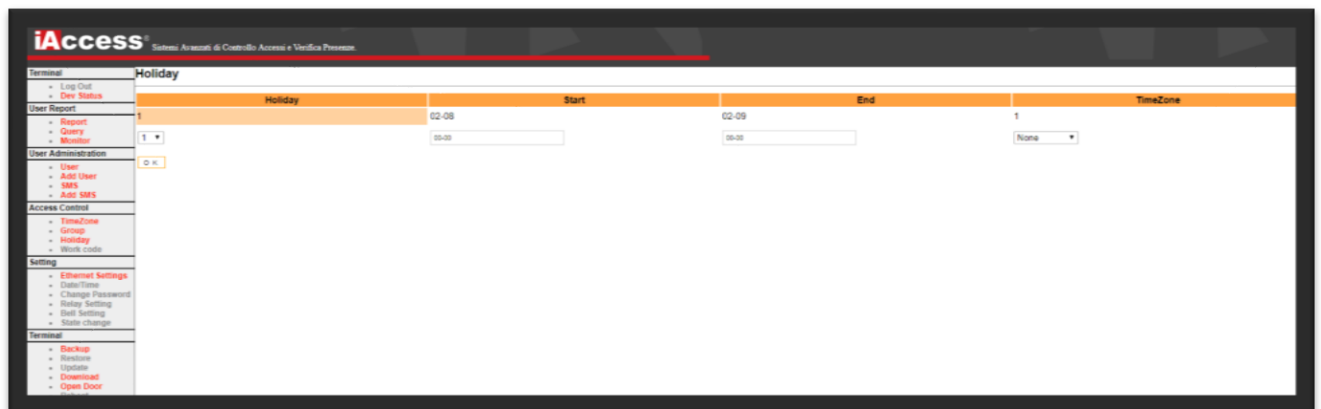 iAccess® Sistemi Avanzati di Controllo Accessi e Verifica Presenze.
Terminal
Log Out
Dev Status
User Report
Report
Query
Monitor
User Administration
User
Add User
SMS
Add SMS
Access Control
TimeZone
Group
Holiday
Work code
Setting
Ethernet Settings
Date/Time
Change Password
Relay Setting
Bell Setting
State change
Terminal
Backup
Restore
Update
Download
Open Door
Holiday
Holiday Start End TimeZone
1 02-08 02-09 1
1 00-00 00-00 None
O K